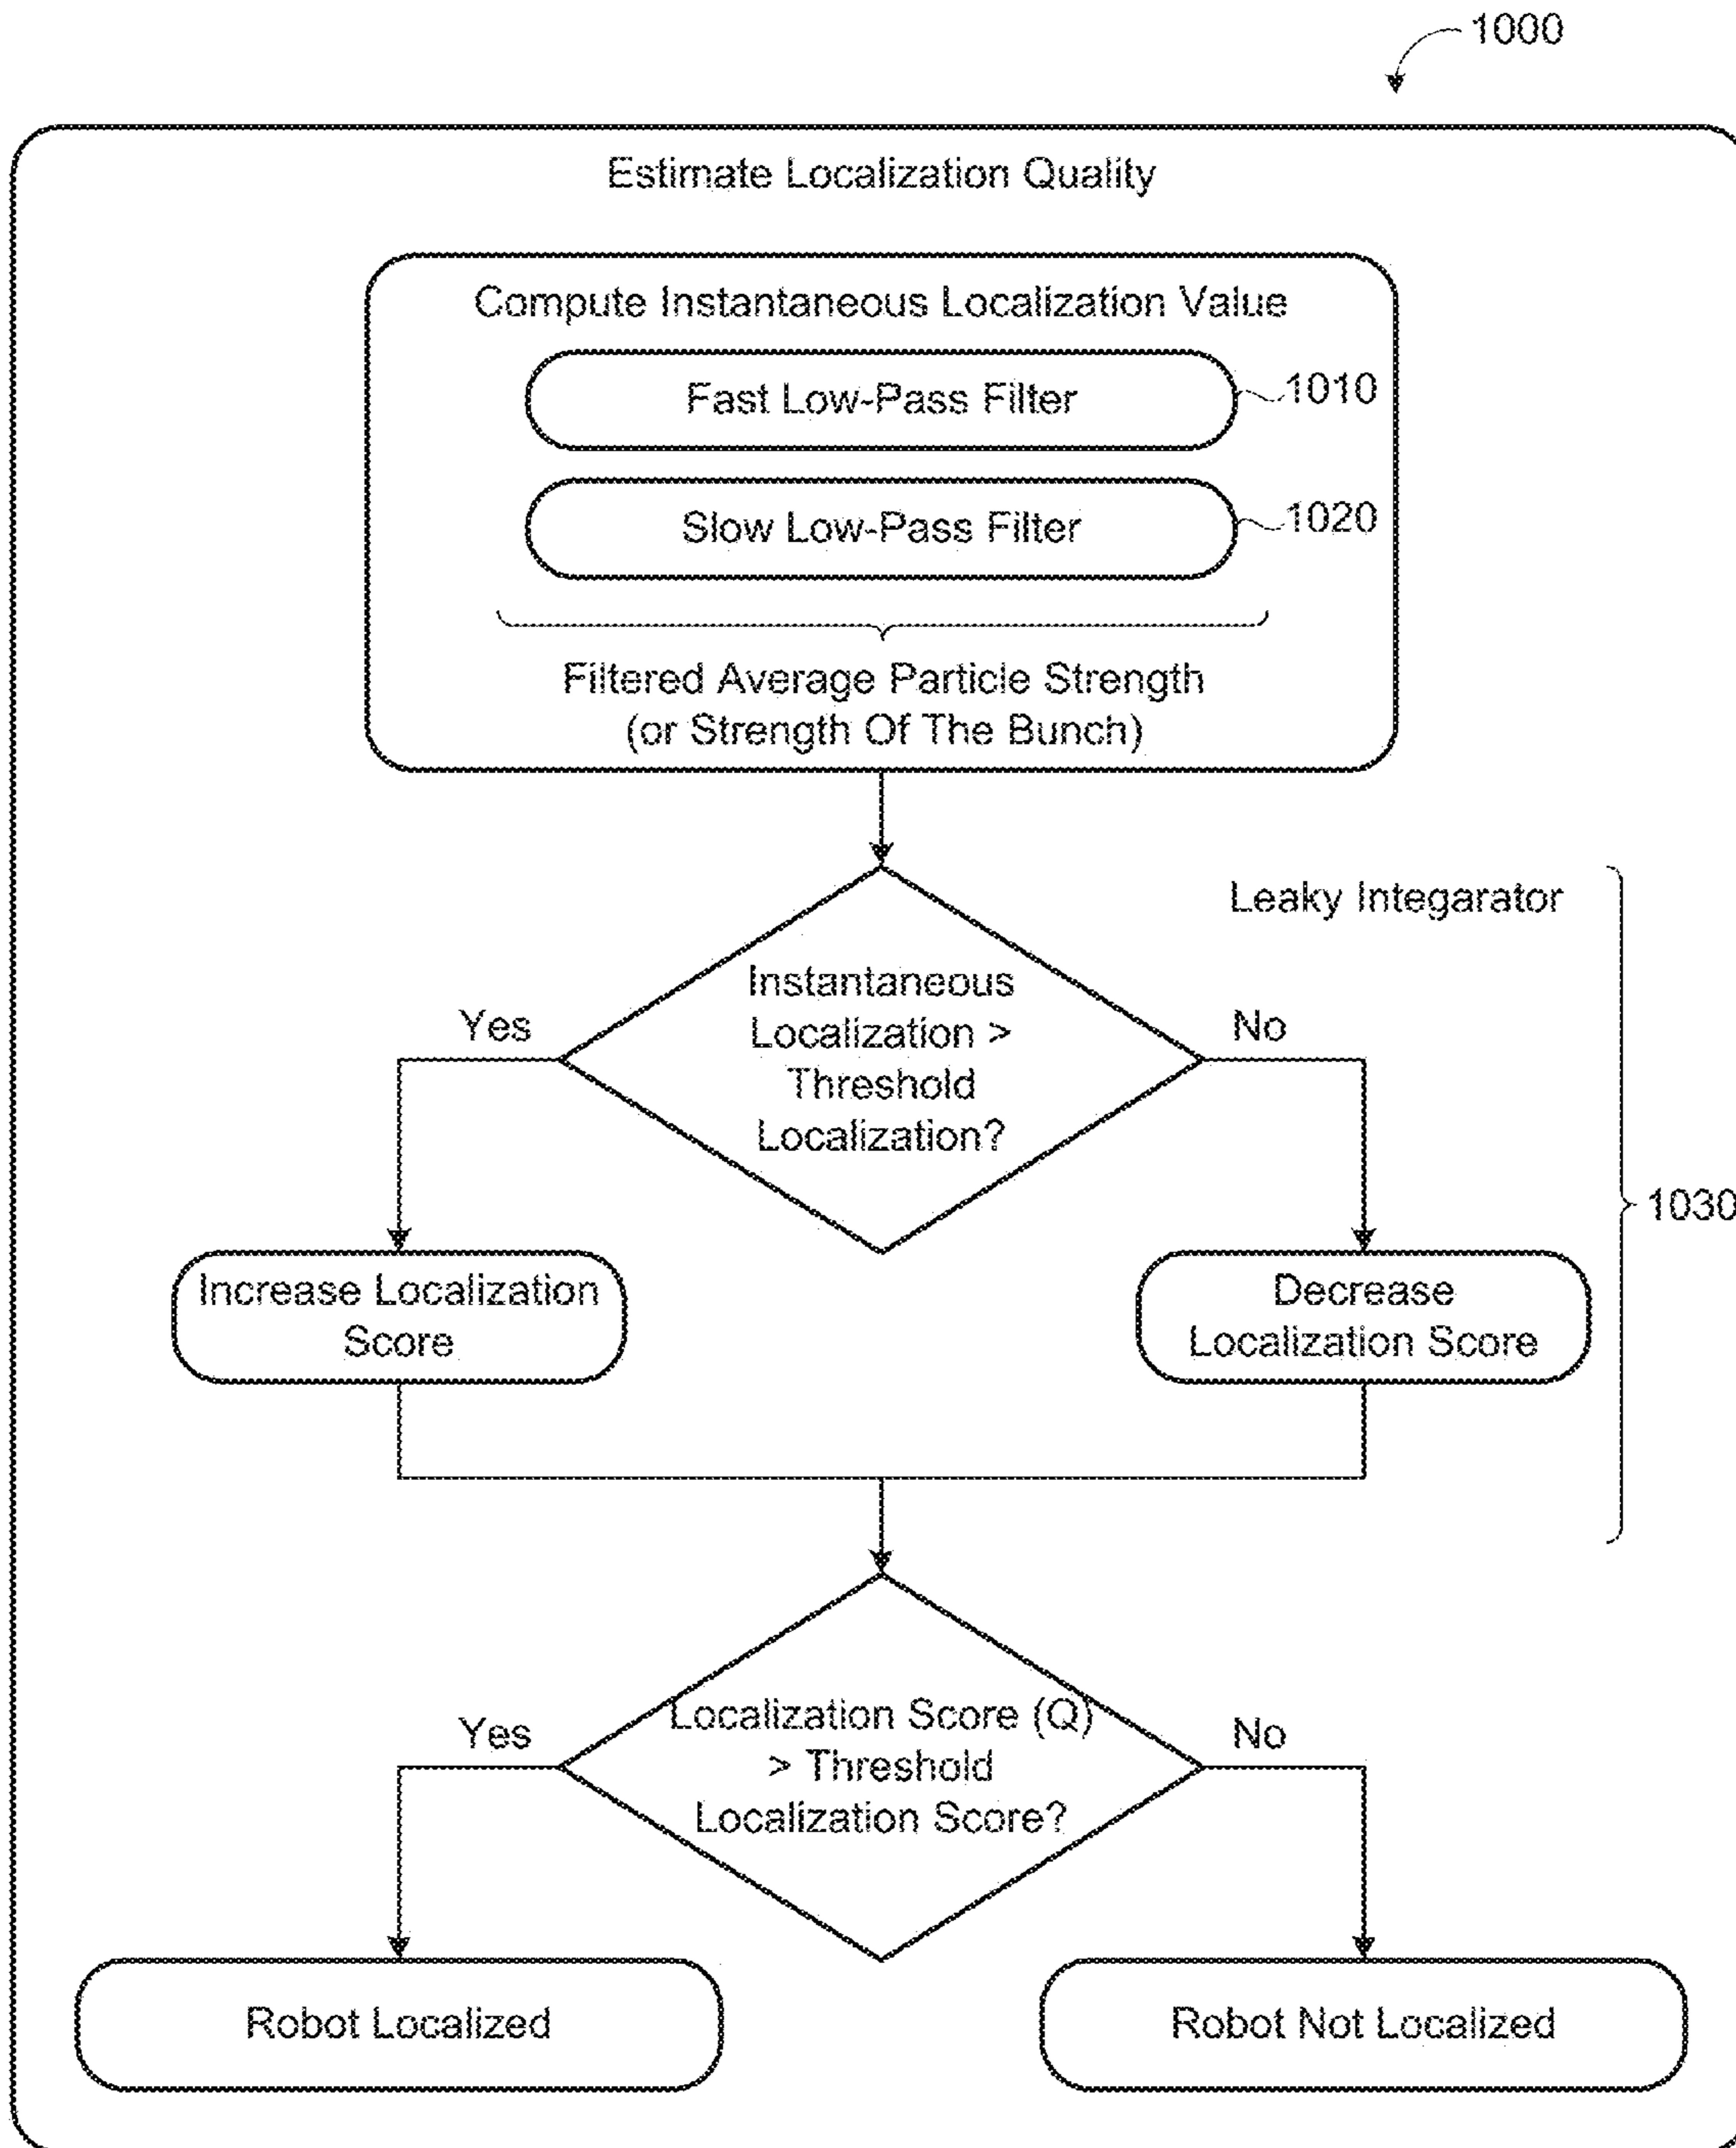 1000
Estimate Localization Quality
Compute Instantaneous Localization Value
Fast Low-Pass Filter
1010
Slow Low-Pass Filter
1020
Filtered Average Particle Strength
(or Strength Of The Bunch)
Leaky Integarator
Instantaneous
Localization >
Threshold
Localization?
Yes
No
1030
Increase Localization
Score
Decrease
Localization Score
Localization Score (Q)
> Threshold
Localization Score?
Yes
No
Robot Localized
Robot Not Localized